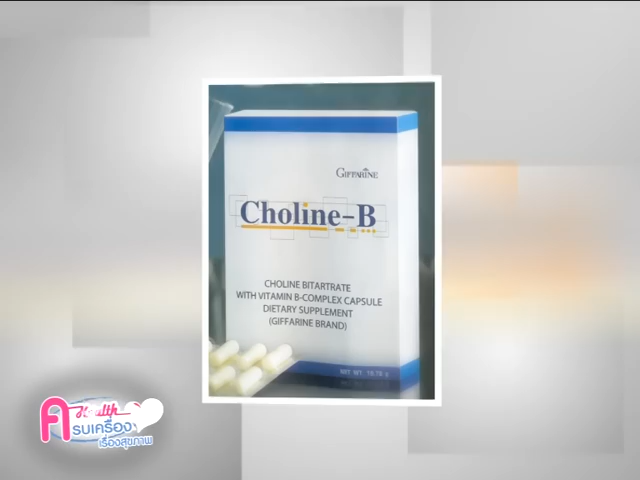 GIFFARINE
Choline-B
CHOLINE BITARTRATE
WITH VITAMIN B-COMPLEX CAPSULE
DIETARY SUPPLEMENT
(GIFFARINE BRAND)
Health
ครบเครื่อง
เรื่องสุขภาพ